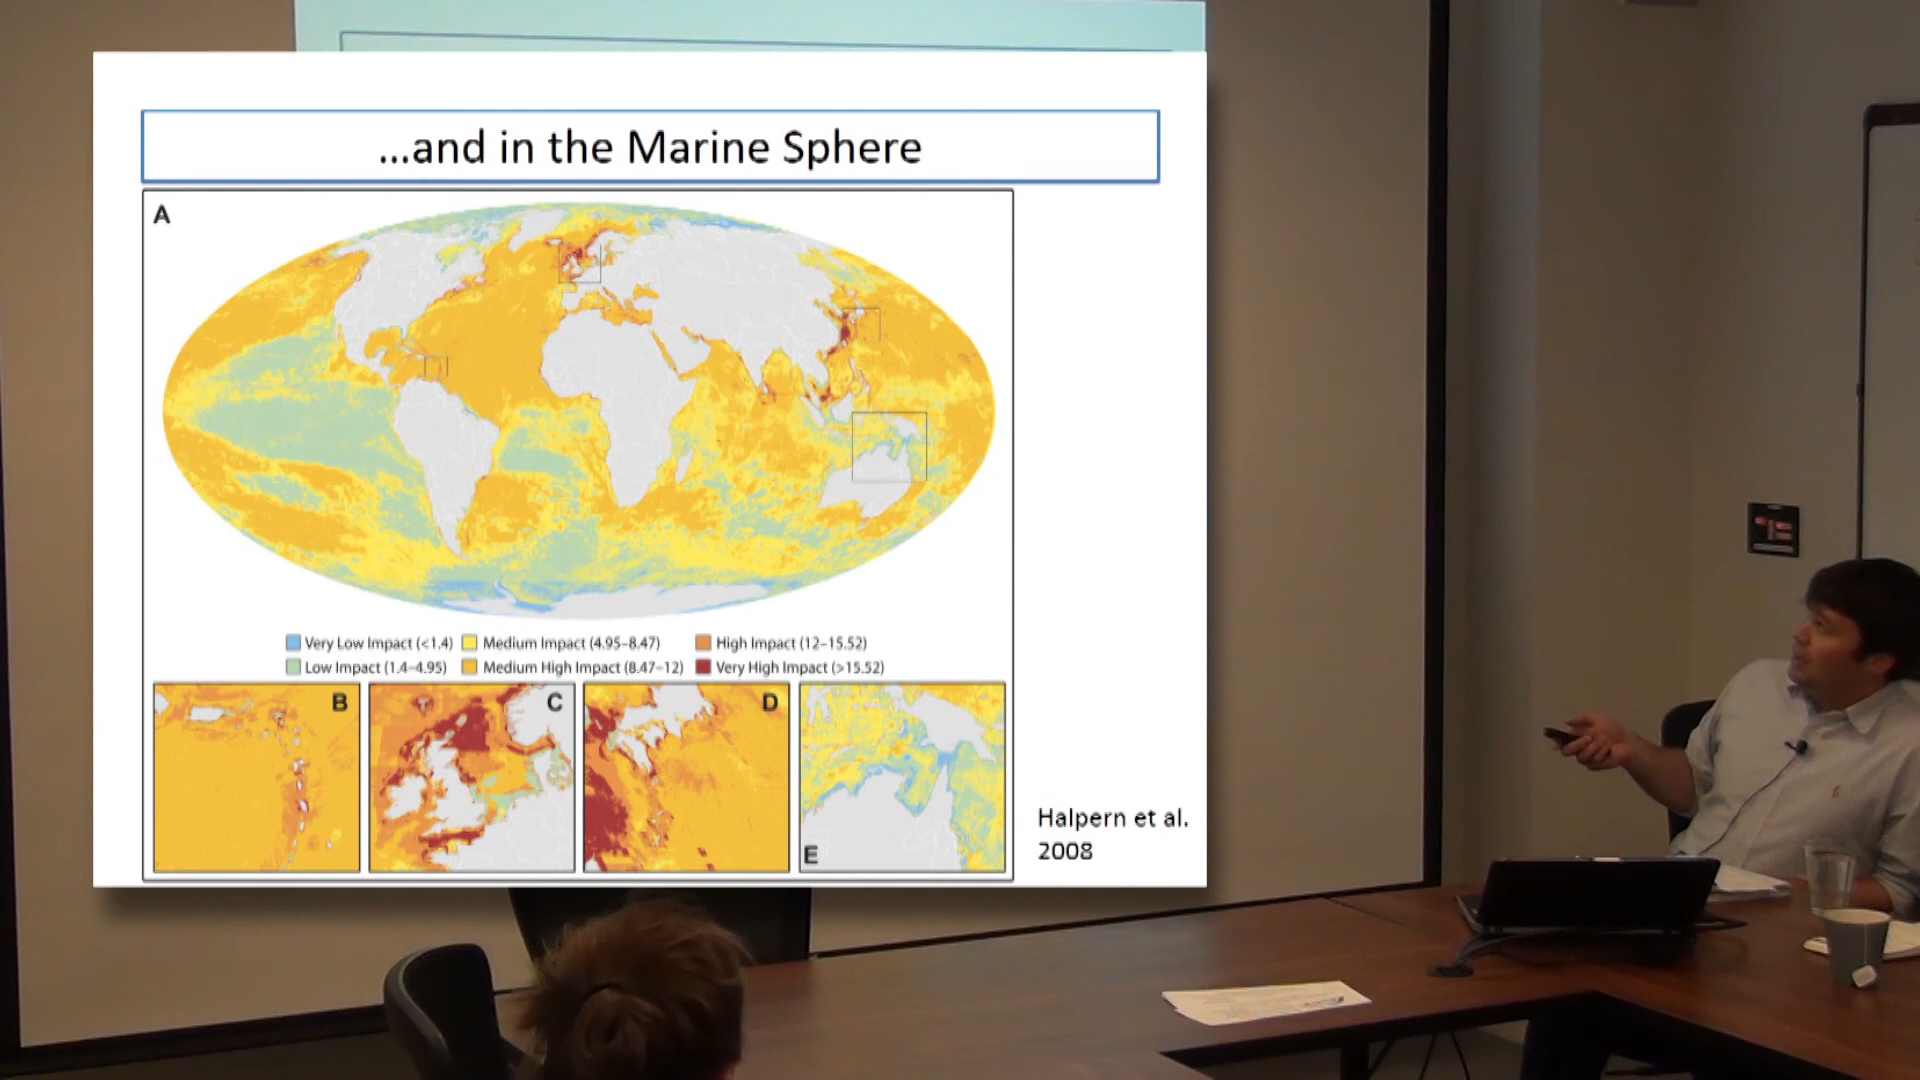 ...and in the Marine Sphere
A
Very Low Impact (<1.4) Medium Impact (4.95–8.47) High Impact (12–15.52)
Low Impact (1.4–4.95) Medium High Impact (8.47–12) Very High Impact (>15.52)
B
C
D
E
Halpern et al.
2008